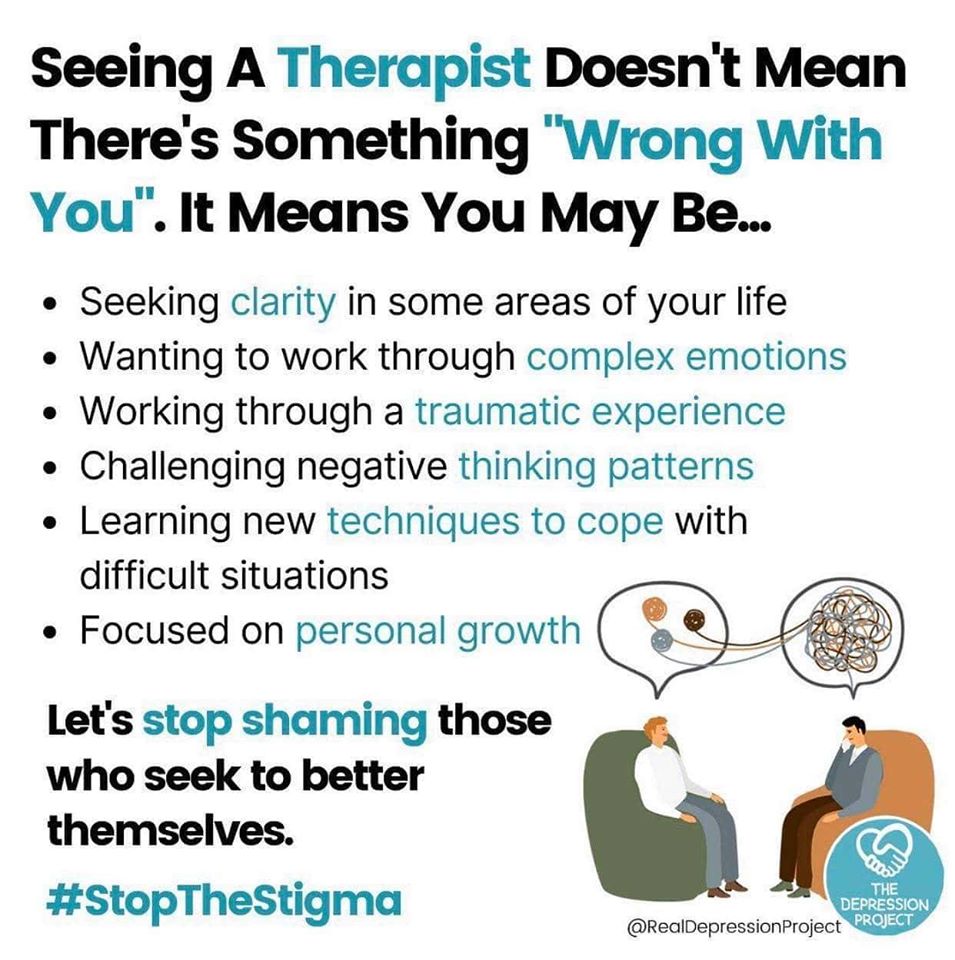 Seeing A Therapist Doesn't Mean
There's Something "Wrong With
You". It Means You May Be...
• Seeking clarity in some areas of your life
• Wanting to work through complex emotions
• Working through a traumatic experience
• Challenging negative thinking patterns
• Learning new techniques to cope with
difficult situations
• Focused on personal growth
Let's stop shaming those
who seek to better
themselves.
#StopTheStigma
@RealDepressionProject
THE
DEPRESSION
PROJECT